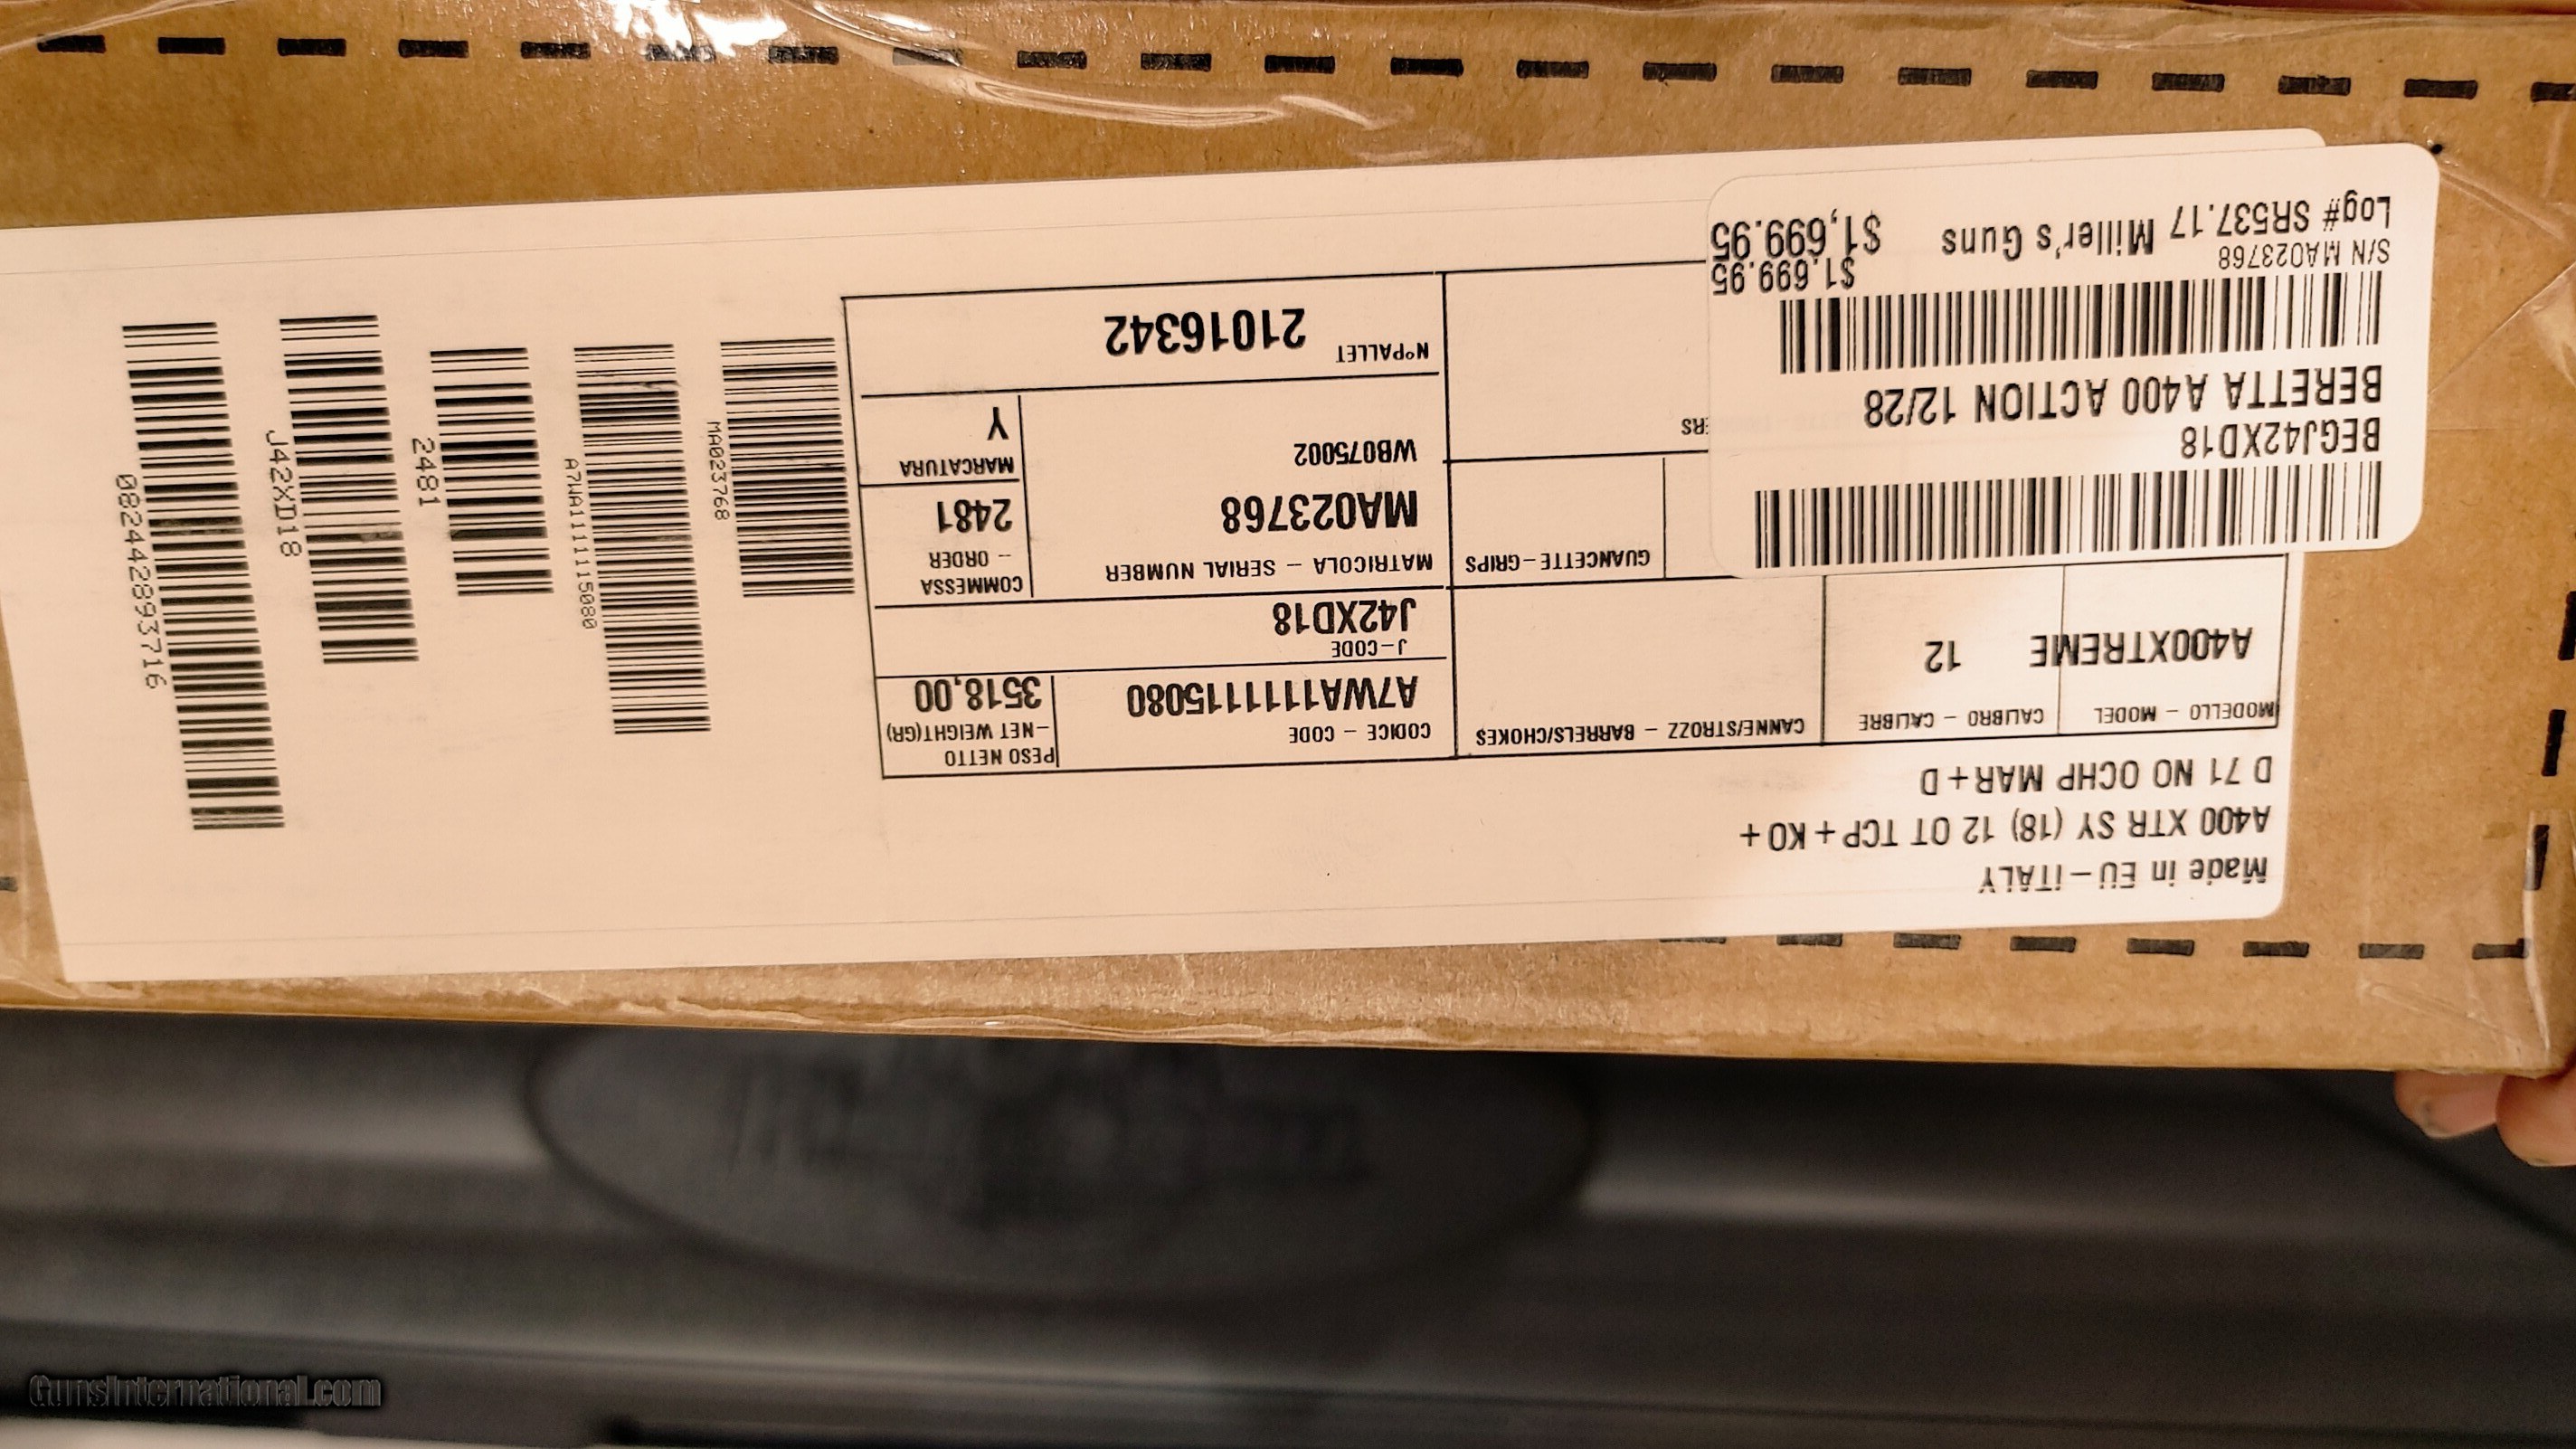 Made in EU-iTALY
A400 XTR SY (18) 12 OT TCP+KO+
D 71 NO OCHP MAR+D
MODELLO - MODEL
A400XTREME
CALIBRO - CALIBRE
12
CANNE/STROZZ - BARRELS/CHOKES
CODICE - CODE
A7WA111115080
PESO NETTO
-NET WEIGHT(GR)
3518,00
J-CODE
J42XD18
GUANCETTE-GRIPS
MATRICOLA - SERIAL NUMBER
MA023768
WB075002
COMMESSA
- ORDER
2481
MARCATURA
Y
N°PALLET
21016342
BEGJ42XD18
BERETTA A400 ACTION 12/28
$1,699.95
S/N MA023768
Log# SR537.17 Miller's Guns $1,699.95
MA023768
2481
J42XD18
082442893716
GunsInternational.com